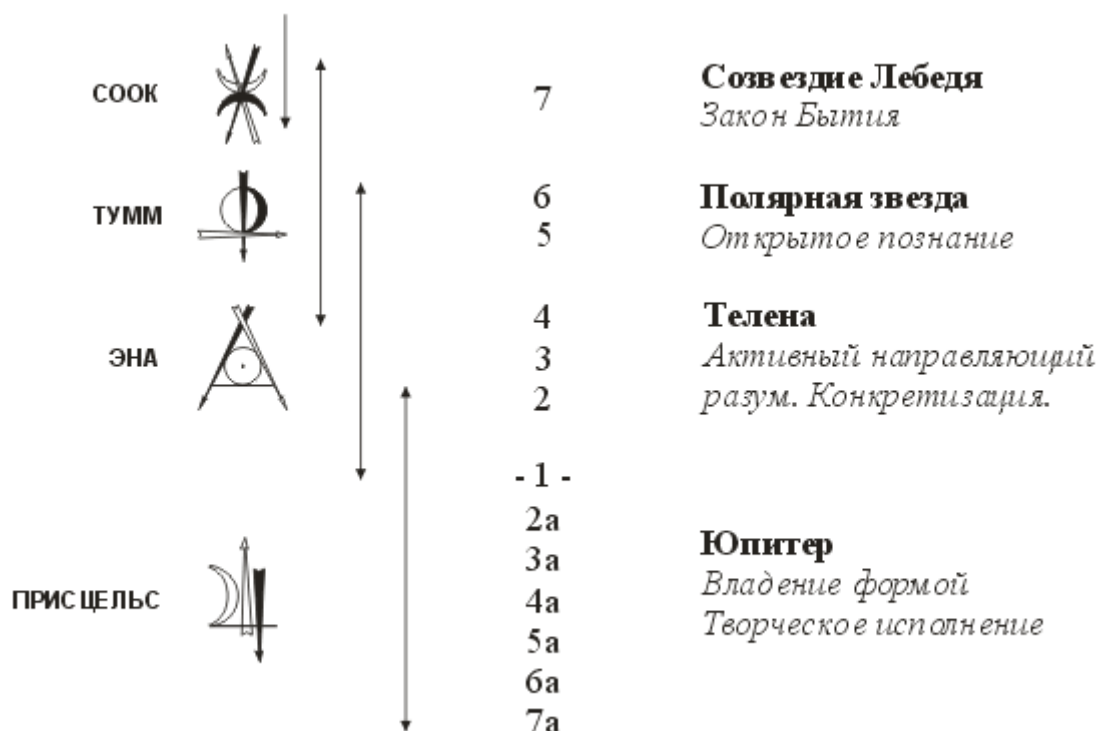 СООК
7
Созвездие Лебедя
Закон Бытия
ТУММ
6
5
Полярная звезда
Открытое познание
ЭНА
4
3
2
Телена
Активный направляющий
разум. Конкретизация.
- 1 -
2а
3а
4а
5а
6а
7а
ПРИСЦЕЛЬС
Юпитер
Владение формой
Творческое исполнение